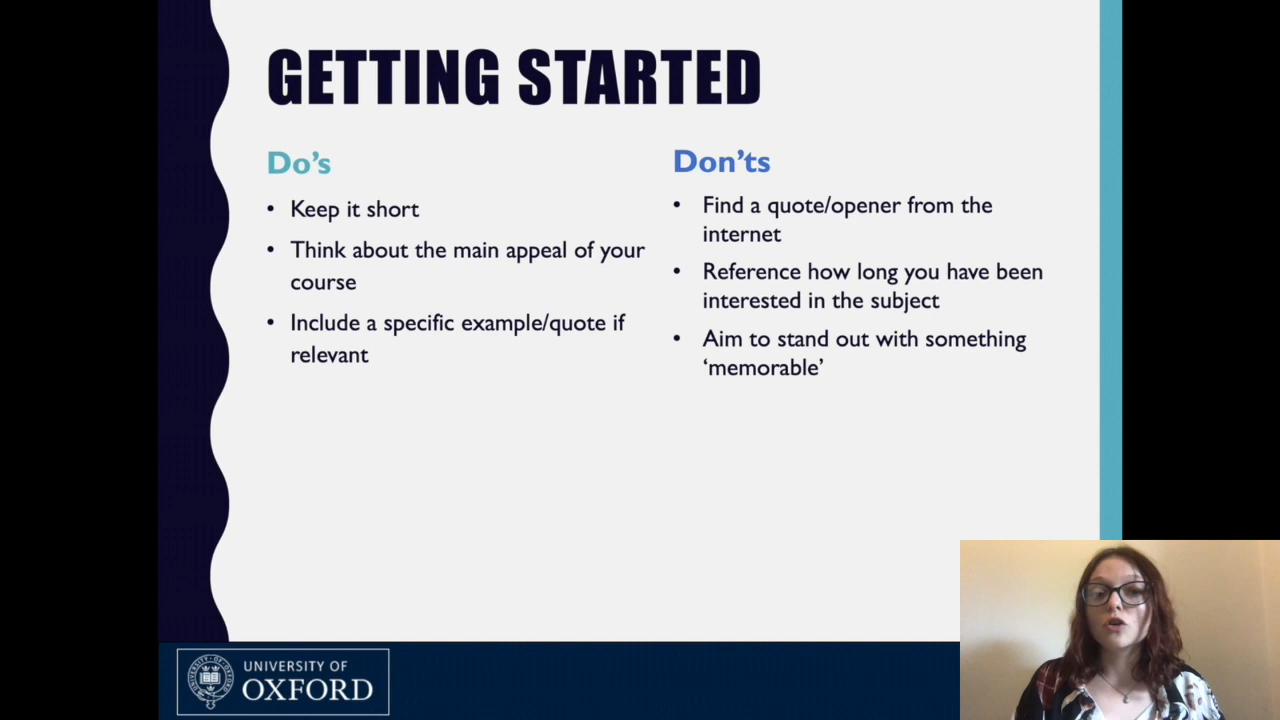 GETTING STARTED
Do's
• Keep it short
• Think about the main appeal of your
course
• Include a specific example/quote if
relevant
Don'ts
• Find a quote/opener from the
internet
• Reference how long you have been
interested in the subject
• Aim to stand out with something
‘memorable’
UNIVERSITY OF
OXFORD